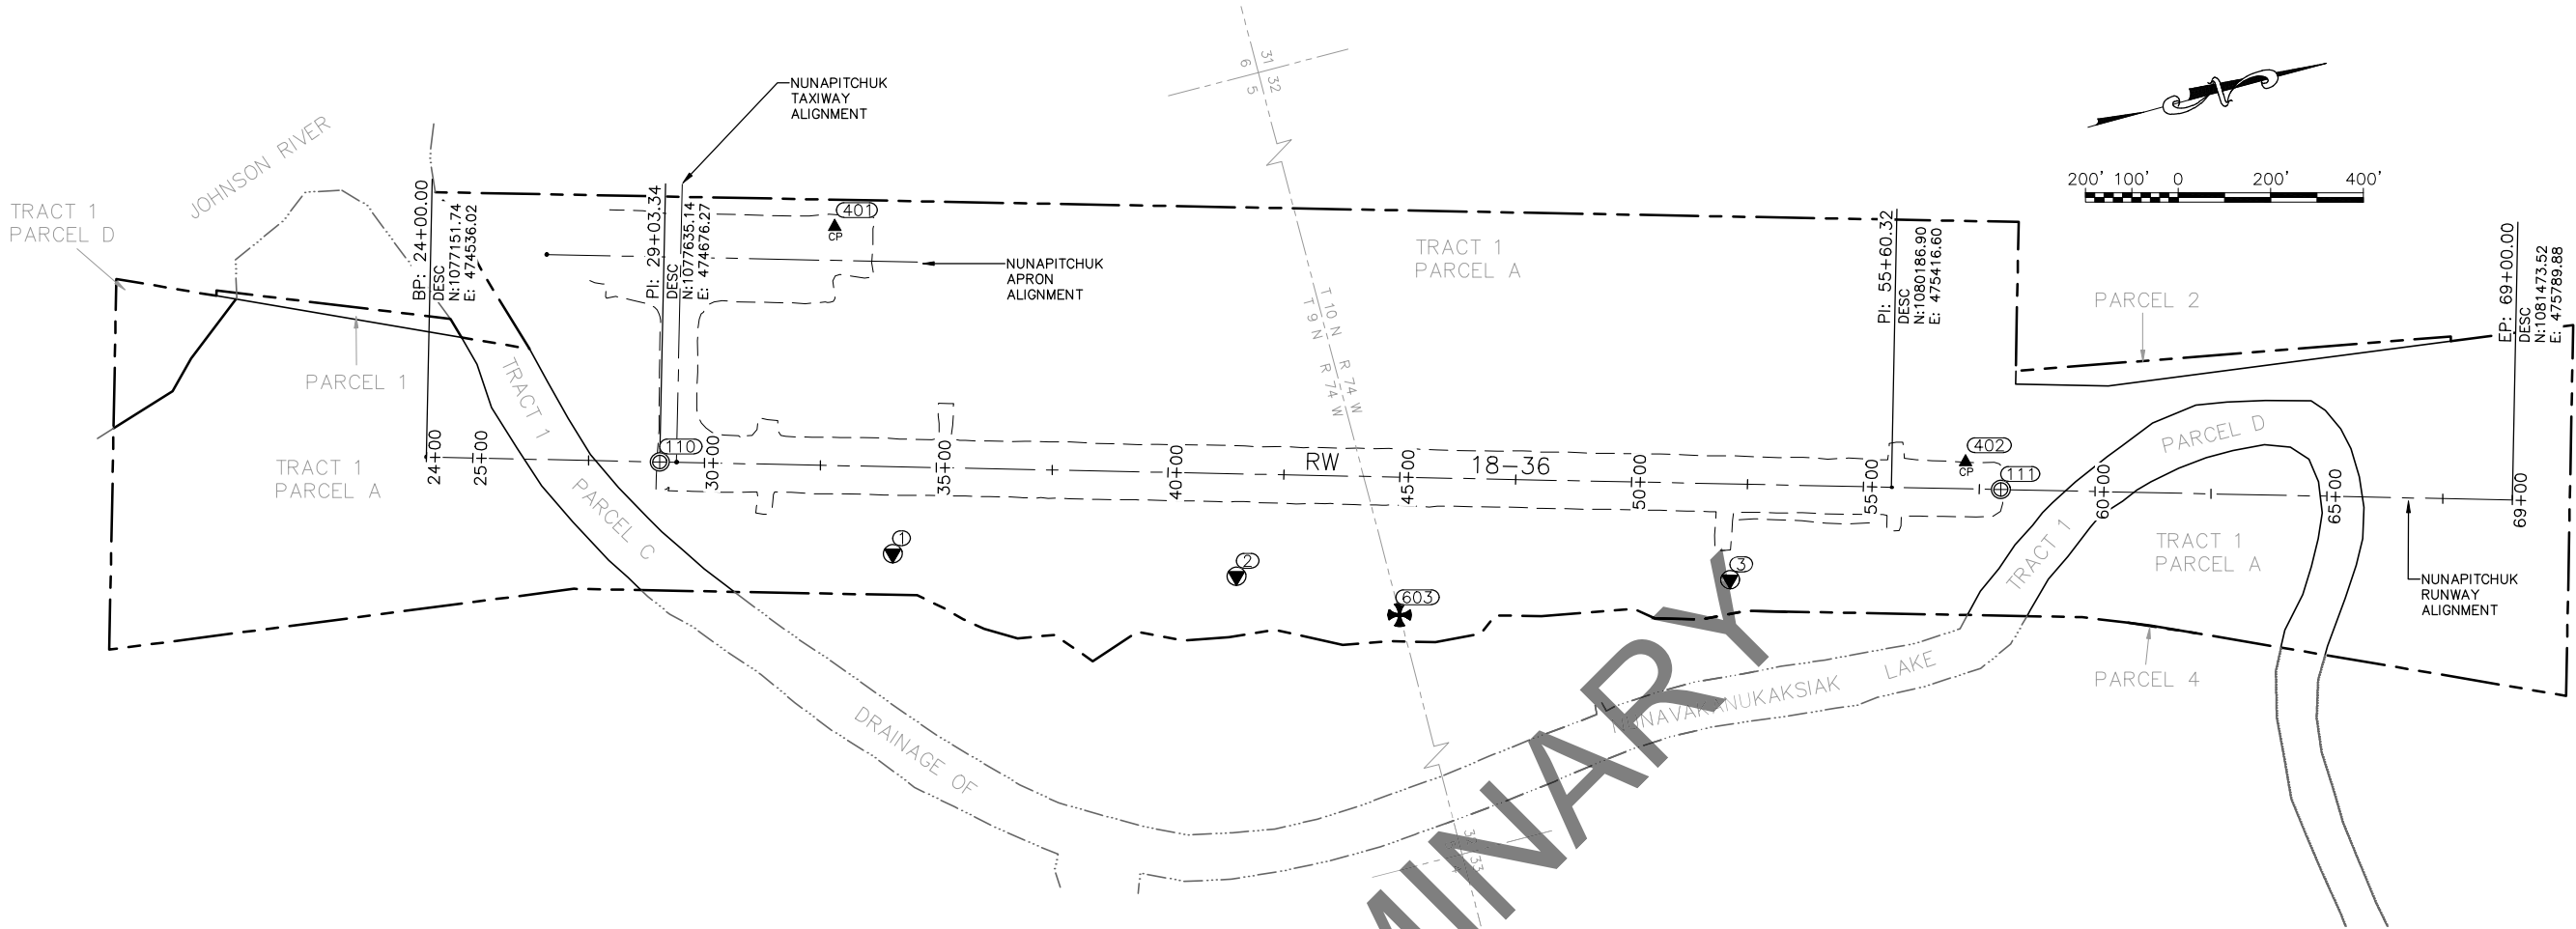 NUNAPITCHUK
TAXIWAY
ALIGNMENT
31 32
6 5
JOHNSON RIVER
TRACT 1
PARCEL D
BP: 24+00.00
DESC
N:1077151.74
E: 474536.02
PI: 29+03.34
DESC
N:1077635.14
E: 474676.27
401
CP
NUNAPITCHUK
APRON
ALIGNMENT
TRACT 1
PARCEL A
PI: 55+60.32
DESC
N:1080186.90
E: 475416.60
N
200' 100' 0 200' 400'
PARCEL 2
EP: 69+00.00
DESC
N:1081473.52
E: 475789.88
T 10 N R 74 W
T 9 N R 74 W
PARCEL 1
TRACT 1
PARCEL C
TRACT 1
PARCEL A
24+00
25+00
110
30+00
35+00
40+00
RW 18-36
45+00
50+00
55+00
402
CP
111
60+00
65+00
69+00
TRACT 1
PARCEL D
TRACT 1
PARCEL A
NUNAPITCHUK
RUNWAY
ALIGNMENT
1
2
3
603
PARCEL 4
DRAINAGE OF
LAKE
MINARY